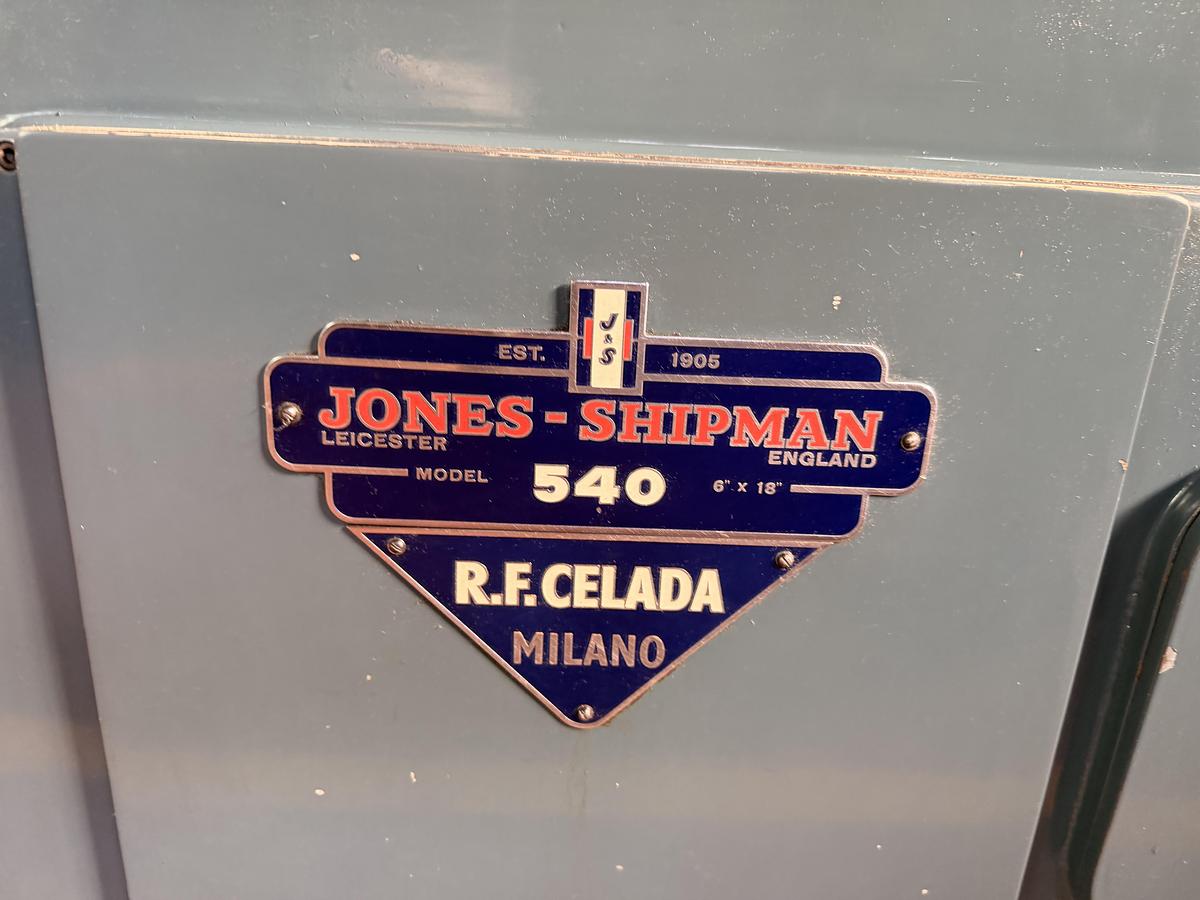 J & S
EST. 1905
JONES-SHIPMAN
LEICESTER ENGLAND
MODEL 540 6" X 18"
R.F. CELADA
MILANO